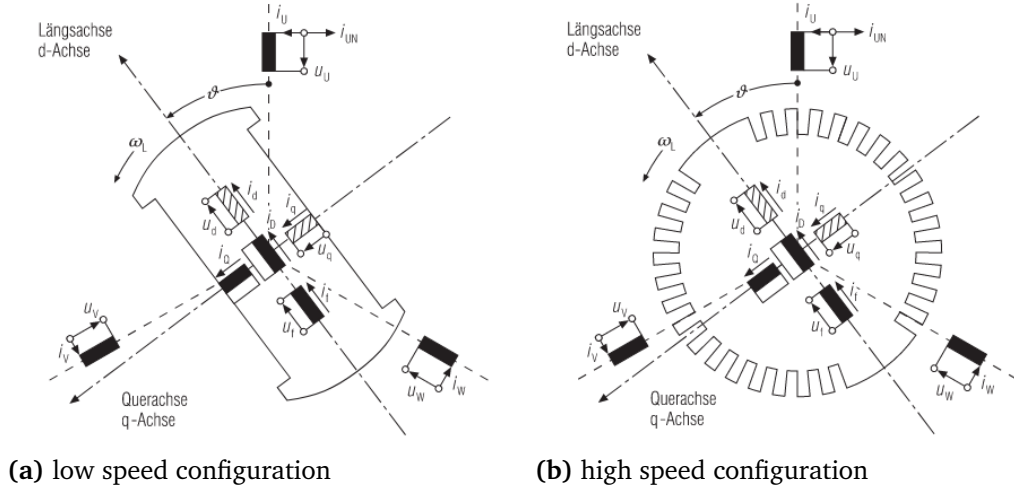 Längsachse
d-Achse
i_U
i_UN
u_U
ϑ
ω_L
i_d
u_d
i_q
i_D
u_q
i_Q
i_f
u_f
u_V
i_V
u_W
i_W
Querachse
q-Achse
(a) low speed configuration
Längsachse
d-Achse
i_U
i_UN
u_U
ϑ
ω_L
i_d
u_d
i_q
i_D
u_q
i_Q
i_f
u_f
u_V
i_V
u_W
i_W
Querachse
q-Achse
(b) high speed configuration